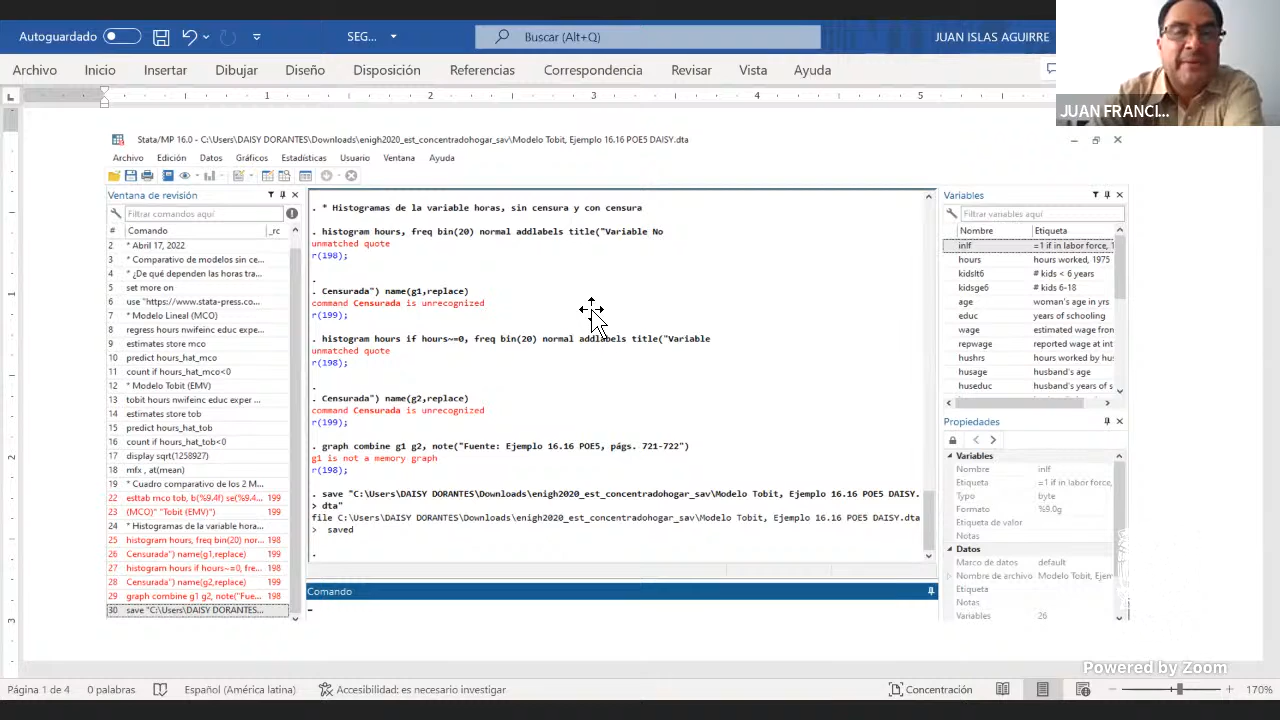 Autoguardado
SEG...
Buscar (Alt+Q)
JUAN ISLAS AGUIRRE
Archivo Inicio Insertar Dibujar Diseño Disposición Referencias Correspondencia Revisar Vista Ayuda
JUAN FRANCI...
1 2 3 4 5
Stata/MP 16.0 - C:\Users\DAISY DORANTES\Downloads\enigh2020_est_concentradohogar_sav\Modelo Tobit, Ejemplo 16.16 POE5 DAISY.dta
Archivo Edición Datos Gráficos Estadísticas Usuario Ventana Ayuda
Ventana de revisión
Filtrar comandos aquí
# Comando _rc
2 * Abril 17, 2022
3 * Comparativo de modelos sin ce...
4 * ¿De qué dependen las horas tra...
5 set more on
6 use "https://www.stata-press.co...
7 * Modelo Lineal (MCO)
8 regress hours nwifeinc educ exper ...
9 estimates store mco
10 predict hours_hat_mco
11 count if hours_hat_mco<0
12 * Modelo Tobit (EMV)
13 tobit hours nwifeinc educ exper ...
14 estimates store tob
15 predict hours_hat_tob
16 count if hours_hat_tob<0
17 display sqrt(1258927)
18 mfx , at(mean)
19 * Cuadro comparativo de los 2 M...
22 esttab mco tob, b(%9.4f) se(%9.4... 199
23 (MCO)" "Tobit (EMV)") 199
24 * Histogramas de la variable hora...
25 histogram hours, freq bin(20) nor... 198
26 Censurada") name(g1,replace) 199
27 histogram hours if hours~=0, fre... 198
28 Censurada") name(g2,replace) 199
29 graph combine g1 g2, note("Fue... 198
30 save "C:\Users\DAISY DORANTES...
. * Histogramas de la variable horas, sin censura y con censura
. histogram hours, freq bin(20) normal addlabels title("Variable No
unmatched quote
r(198);
.
. Censurada") name(g1,replace)
command Censurada is unrecognized
r(199);
. histogram hours if hours~=0, freq bin(20) normal addlabels title("Variable
unmatched quote
r(198);
.
. Censurada") name(g2,replace)
command Censurada is unrecognized
r(199);
. graph combine g1 g2, note("Fuente: Ejemplo 16.16 POE5, págs. 721-722")
g1 is not a memory graph
r(198);
. save "C:\Users\DAISY DORANTES\Downloads\enigh2020_est_concentradohogar_sav\Modelo Tobit, Ejemplo 16.16 POE5 DAISY.
> dta"
file C:\Users\DAISY DORANTES\Downloads\enigh2020_est_concentradohogar_sav\Modelo Tobit, Ejemplo 16.16 POE5 DAISY.dta
> saved
.
Comando
Variables
Filtrar variables aquí
Nombre Etiqueta
inlf =1 if in labor force, 1
hours hours worked, 1975
kidslt6 # kids < 6 years
kidsge6 # kids 6-18
age woman's age in yrs
educ years of schooling
wage estimated wage from
repwage reported wage at int
hushrs hours worked by hus
husage husband's age
huseduc husband's years of s
Propiedades
Variables
Nombre inlf
Etiqueta =1 if in labor force,
Tipo byte
Formato %9.0g
Etiqueta de valor
Notas
Datos
Marco de datos default
Nombre de archivo Modelo Tobit, Ejem
Etiqueta
Notas
Variables 26
1 2 3
Powered by Zoom
Página 1 de 4 0 palabras Español (América latina) Accesibilidad: es necesario investigar Concentración 170%